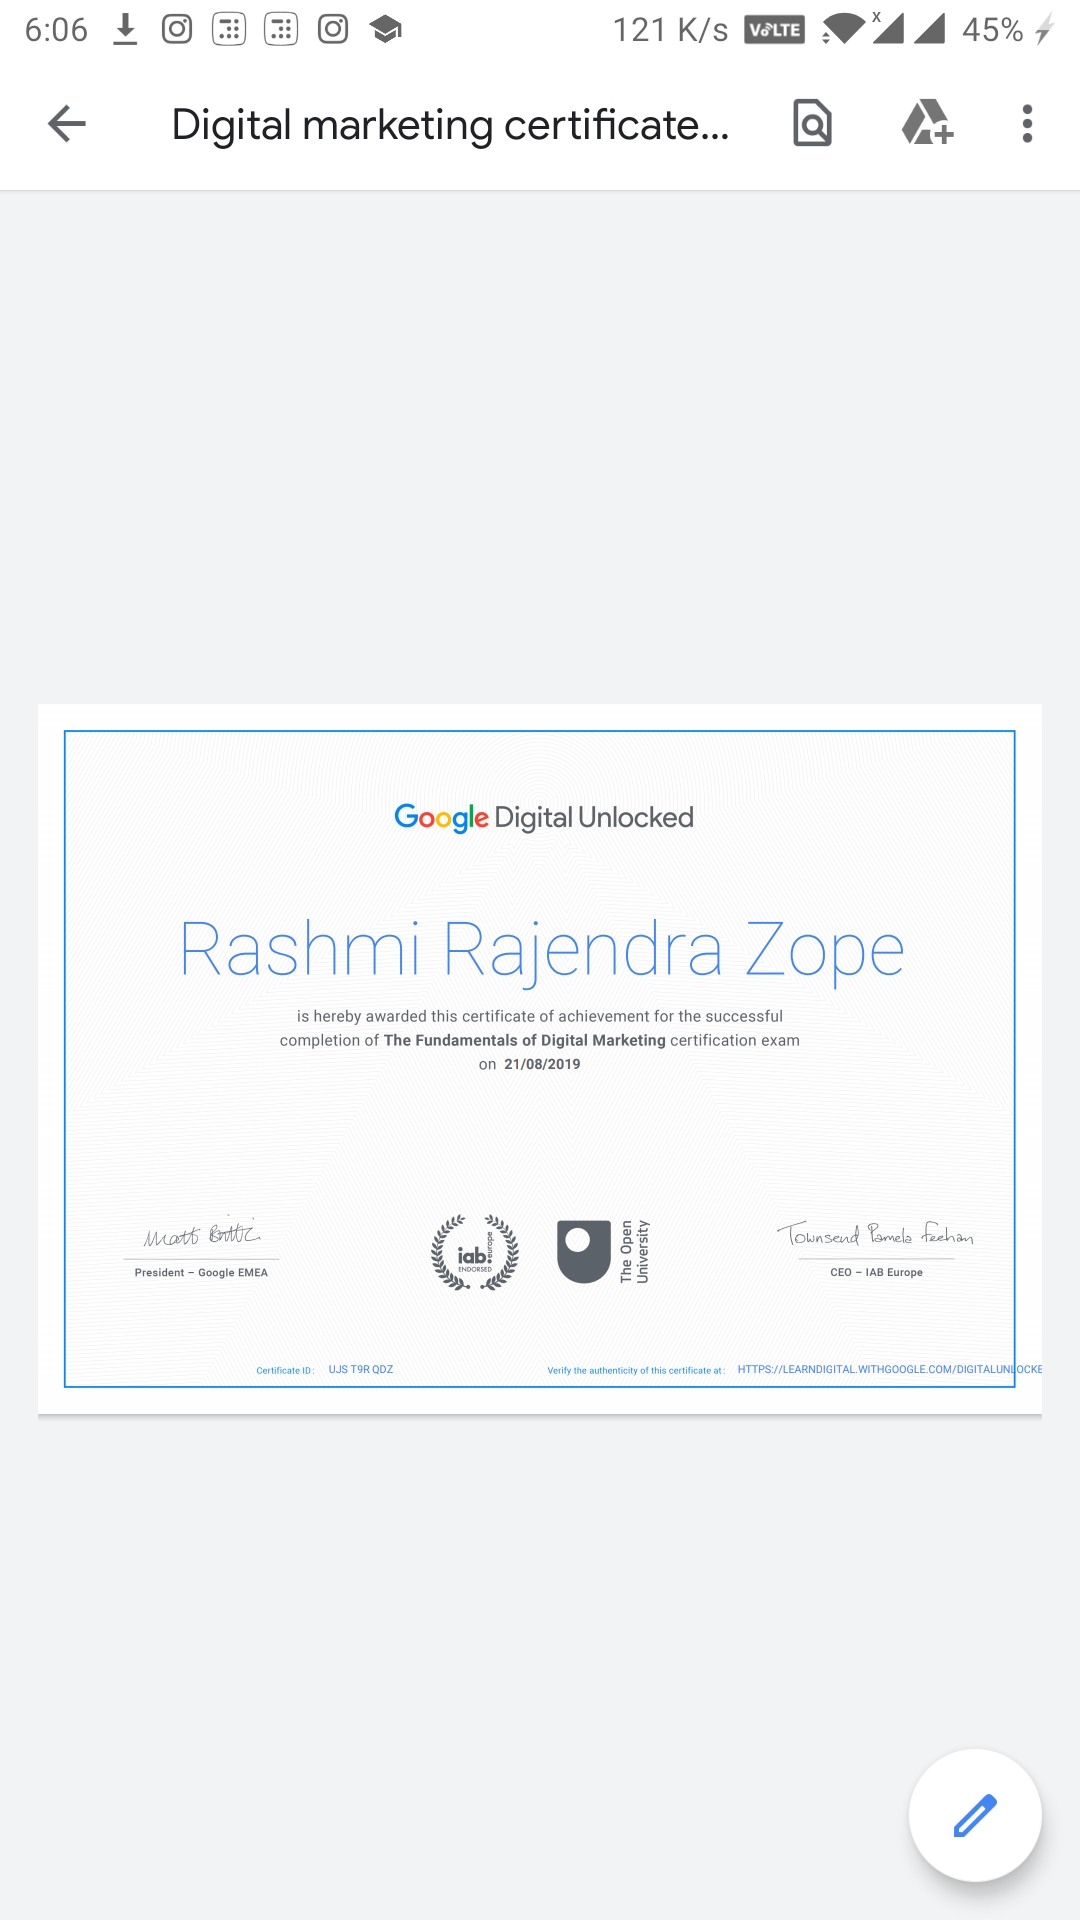 6:06 121 K/s VoLTE x 45%
Digital marketing certificate...
Google Digital Unlocked
Rashmi Rajendra Zope
is hereby awarded this certificate of achievement for the successful
completion of The Fundamentals of Digital Marketing certification exam
on 21/08/2019
Matt Brittin
President – Google EMEA
iab. europe
ENDORSED
The Open
University
Townsend Pamela Feehan
CEO – IAB Europe
Certificate ID: UJS T9R QDZ
Verify the authenticity of this certificate at: HTTPS://LEARNDIGITAL.WITHGOOGLE.COM/DIGITALUNLOCKE